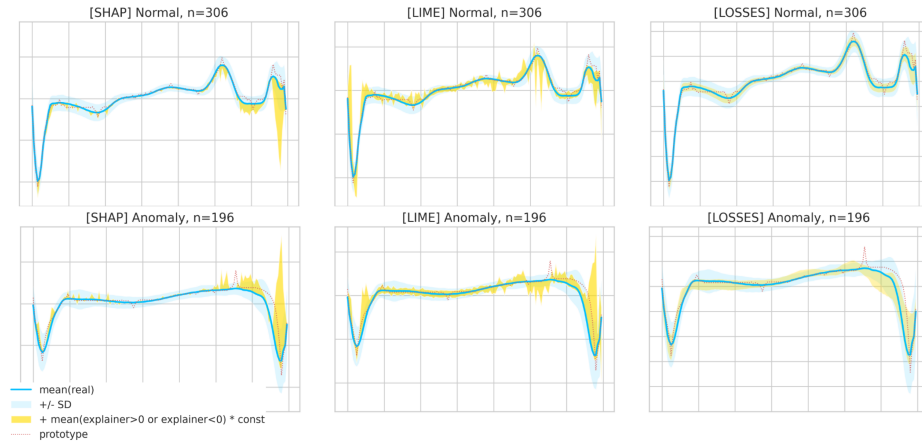 [SHAP] Normal, n=306
[LIME] Normal, n=306
[LOSSES] Normal, n=306
[SHAP] Anomaly, n=196
[LIME] Anomaly, n=196
[LOSSES] Anomaly, n=196
mean(real)
+/- SD
+ mean(explainer>0 or explainer<0) * const
prototype